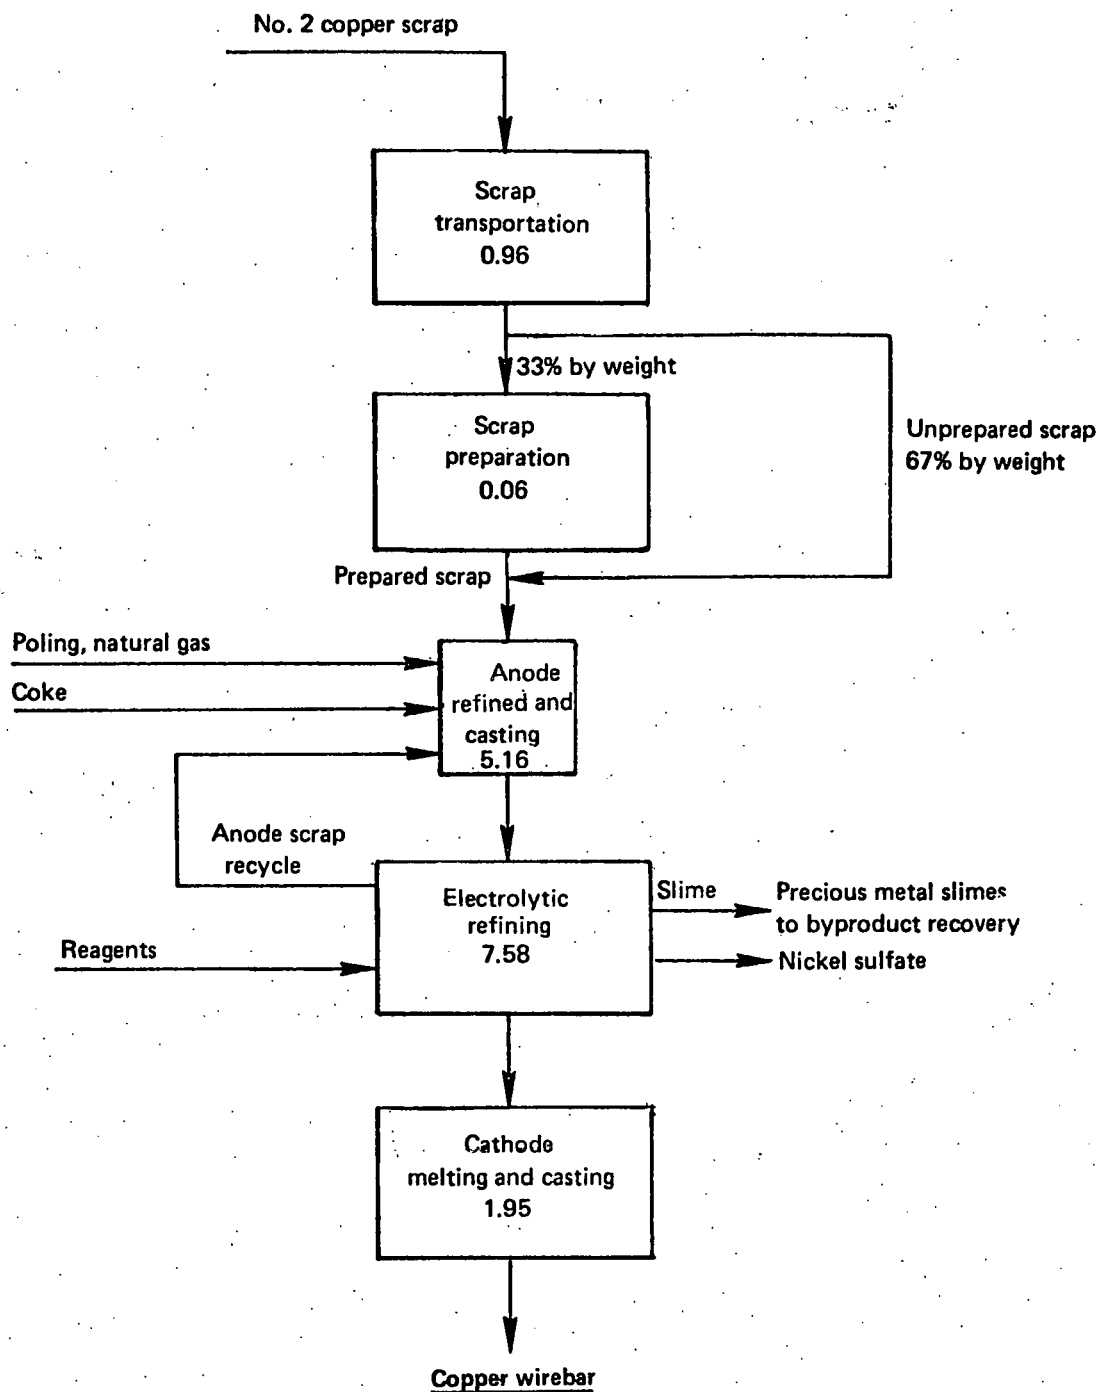 No. 2 copper scrap
Scrap
transportation
0.96
33% by weight
Unprepared scrap
67% by weight
Scrap
preparation
0.06
Prepared scrap
Poling, natural gas
Coke
Anode
refined and
casting
5.16
Anode scrap
recycle
Electrolytic
refining
7.58
Slime
Precious metal slimes
to byproduct recovery
Nickel sulfate
Reagents
Cathode
melting and casting
1.95
Copper wirebar